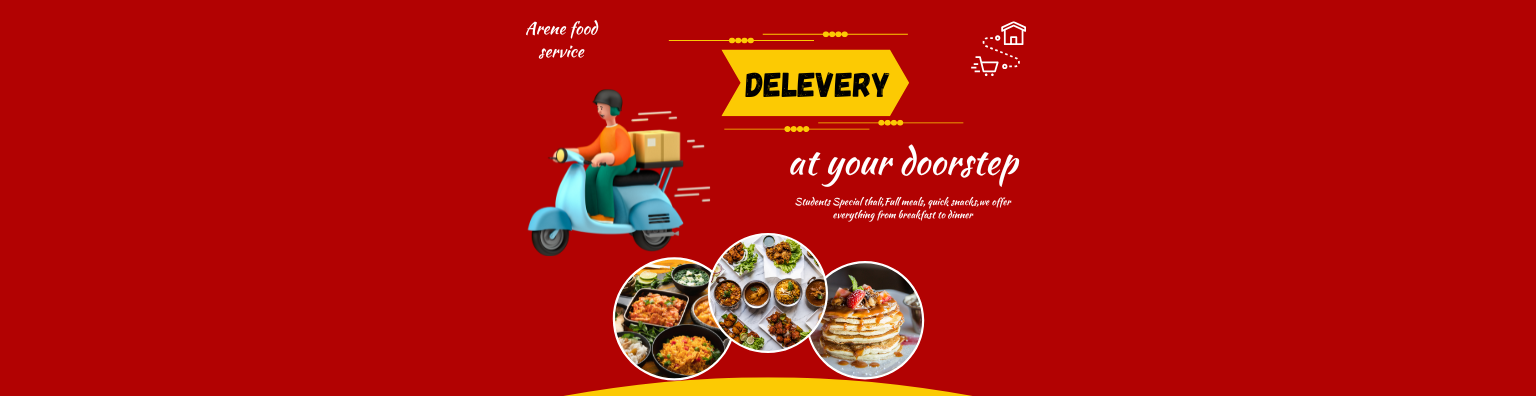 Arene food
service
DELEVERY
at your doorstep
Students Special thali,Full meals, quick snacks,we offer
everything from breakfast to dinner